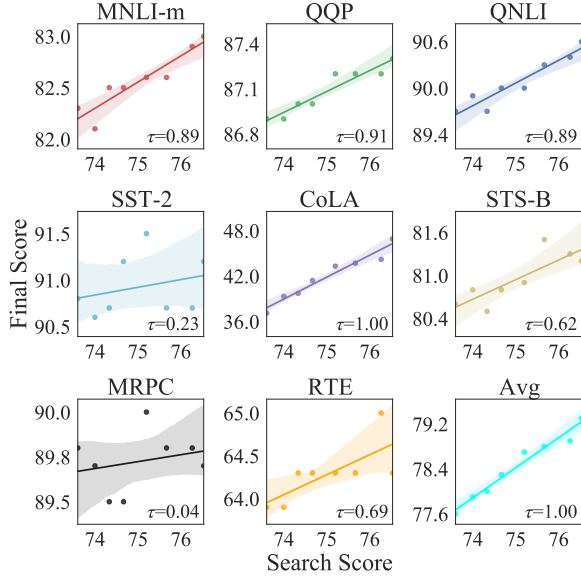 MNLI-m QQP QNLI
83.0 82.5 82.0
87.4 87.1 86.8
90.6 90.0 89.4
τ=0.89 τ=0.91 τ=0.89
74 75 76 74 75 76 74 75 76
SST-2 CoLA STS-B
Final Score
91.5 91.0 90.5
48.0 42.0 36.0
81.6 81.0 80.4
τ=0.23 τ=1.00 τ=0.62
74 75 76 74 75 76 74 75 76
MRPC RTE Avg
90.0 89.8 89.5
65.0 64.5 64.0
79.2 78.4 77.6
τ=0.04 τ=0.69 τ=1.00
74 75 76 74 75 76 74 75 76
Search Score